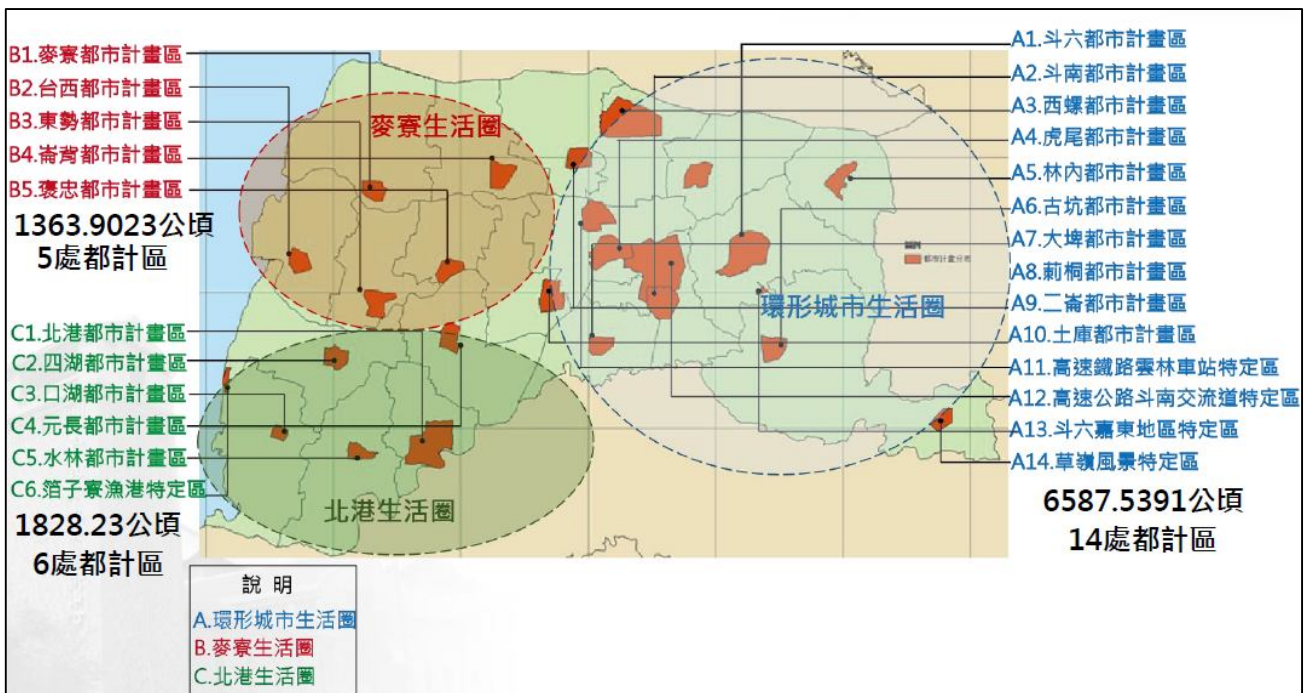 B1.麥寮都市計畫區
B2.台西都市計畫區
B3.東勢都市計畫區
B4.崙背都市計畫區
B5.褒忠都市計畫區
1363.9023公頃
5處都計區
C1.北港都市計畫區
C2.四湖都市計畫區
C3.口湖都市計畫區
C4.元長都市計畫區
C5.水林都市計畫區
C6.箔子寮漁港特定區
1828.23公頃
6處都計區
麥寮生活圈
北港生活圈
環形城市生活圈
都市計畫分布
A1.斗六都市計畫區
A2.斗南都市計畫區
A3.西螺都市計畫區
A4.虎尾都市計畫區
A5.林內都市計畫區
A6.古坑都市計畫區
A7.大埤都市計畫區
A8.莿桐都市計畫區
A9.二崙都市計畫區
A10.土庫都市計畫區
A11.高速鐵路雲林車站特定區
A12.高速公路斗南交流道特定區
A13.斗六嘉東地區特定區
A14.草嶺風景特定區
6587.5391公頃
14處都計區
說 明
A.環形城市生活圈
B.麥寮生活圈
C.北港生活圈